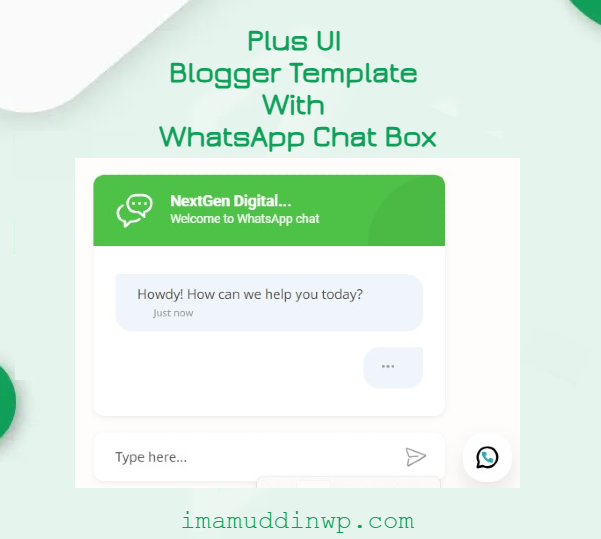 Plus UI
Blogger Template
With
WhatsApp Chat Box
NextGen Digital...
Welcome to WhatsApp chat
Howdy! How can we help you today?
Just now
...
Type here...
imamuddinwp.com